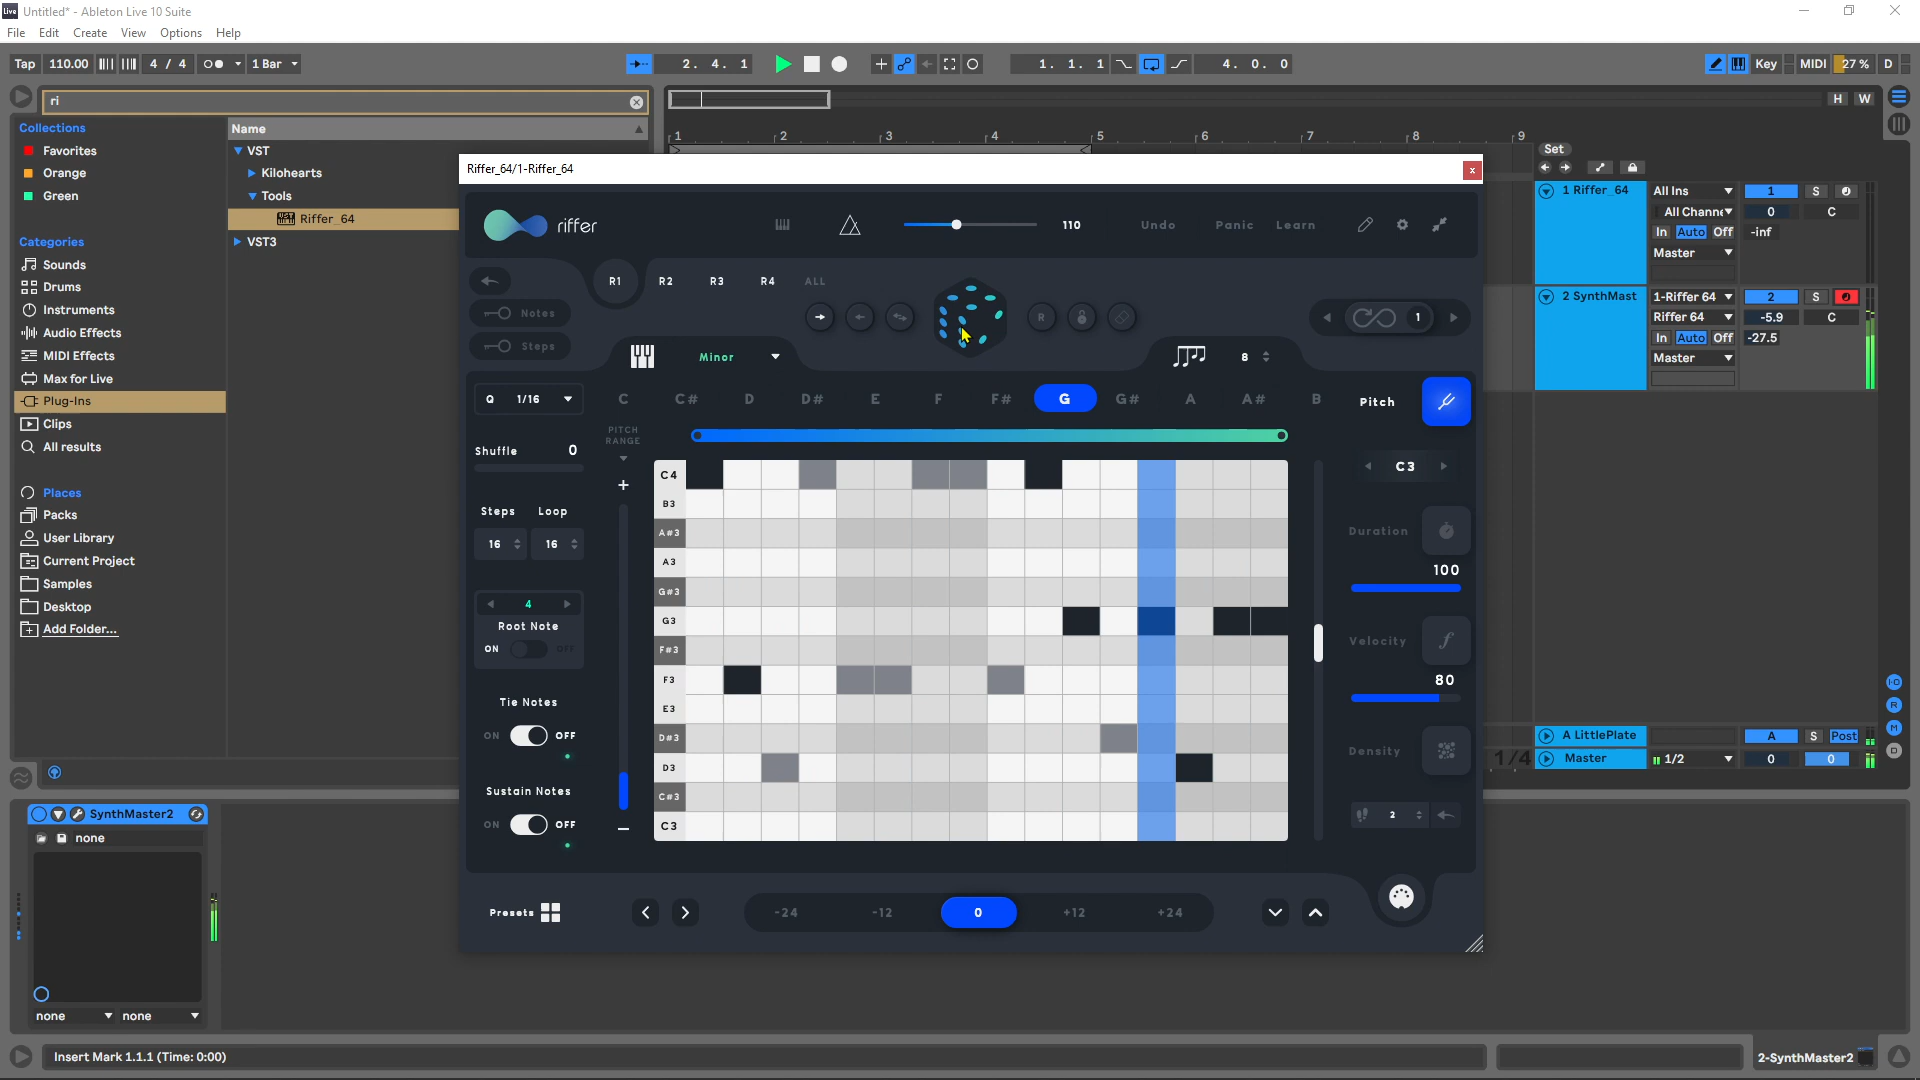 Live Untitled* - Ableton Live 10 Suite
File Edit Create View Options Help
Tap 110.00 4 / 4 1 Bar 2. 4. 1 1. 1. 1 4. 0. 0 Key MIDI 27 % D
ri
H W
Collections
Favorites
Orange
Green
Categories
Sounds
Drums
Instruments
Audio Effects
MIDI Effects
Max for Live
Plug-Ins
Clips
All results
Places
Packs
User Library
Current Project
Samples
Desktop
Add Folder...
Name
VST
Kilohearts
Tools
Riffer_64
VST3
1 2 3 4 5 6 7 8 9
Set
Riffer_64/1-Riffer_64 x
riffer 110 Undo Panic Learn
R1 R2 R3 R4 ALL
Notes
Steps
R 1
Minor 8
Q 1/16
C C# D D# E F F# G G# A A# B
Pitch
Shuffle 0
PITCH
RANGE
Steps Loop
16 16
4
Root Note
ON OFF
Tie Notes
ON OFF
Sustain Notes
ON OFF
C4
B3
A#3
A3
G#3
G3
F#3
F3
E3
D#3
D3
C#3
C3
C3
Duration
100
Velocity f
80
Density
2
Presets -24 -12 0 +12 +24
1 Riffer_64 All Ins 1 S
All Channe 0 C
In Auto Off -inf
Master
2 SynthMast 1-Riffer 64 2 S
Riffer 64 -5.9 C
In Auto Off -27.5
Master
I·O
R
M
D
A LittlePlate A S Post
1/4 Master 1/2 0 0
SynthMaster2
none
none none
Insert Mark 1.1.1 (Time: 0:00)
2-SynthMaster2